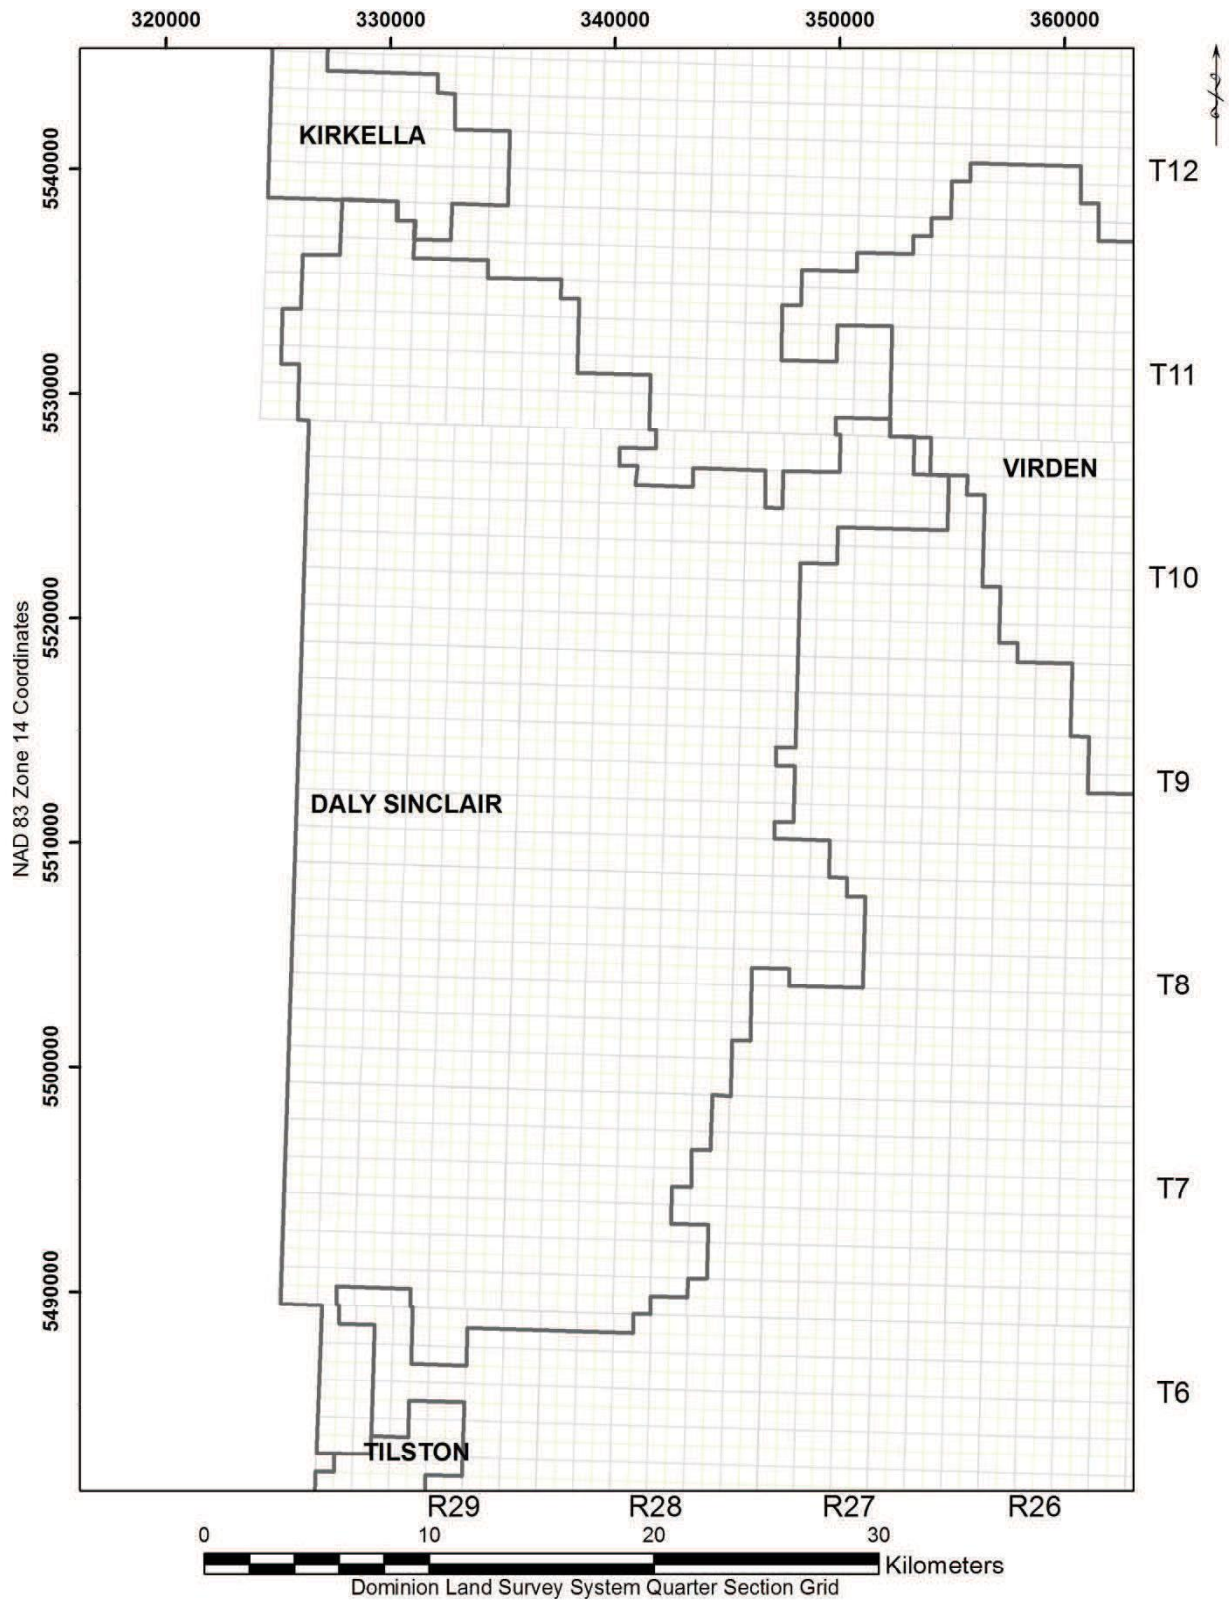 320000 330000 340000 350000 360000
KIRKELLA
5540000
T12
5530000
T11
VIRDEN
T10
5520000
NAD 83 Zone 14 Coordinates
DALY SINCLAIR
T9
5510000
T8
5500000
T7
5490000
T6
TILSTON
R29 R28 R27 R26
0 10 20 30
Kilometers
Dominion Land Survey System Quarter Section Grid